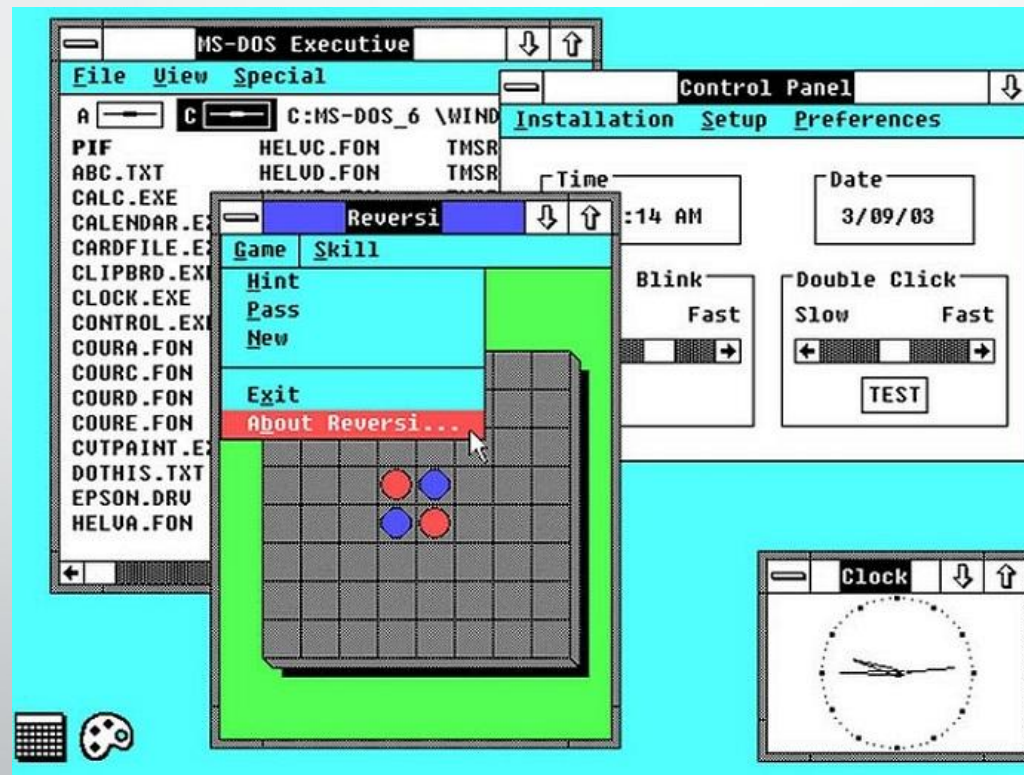 MS-DOS Executive
File View Special
A C C:MS-DOS_6 \WIND
PIF HELVC.FON TMSR
ABC.TXT HELVD.FON TMSR
CALC.EXE
CALENDAR.EX
CARDFILE.EX
CLIPBRD.EXE
CLOCK.EXE
CONTROL.EXE
COURA.FON
COURC.FON
COURD.FON
COURE.FON
CVTPAINT.EX
DOTHIS.TXT
EPSON.DRV
HELVA.FON
Control Panel
Installation Setup Preferences
Time
:14 AM
Date
3/09/03
Blink
Fast
Double Click
Slow Fast
TEST
Reversi
Game Skill
Hint
Pass
New
Exit
About Reversi...
Clock